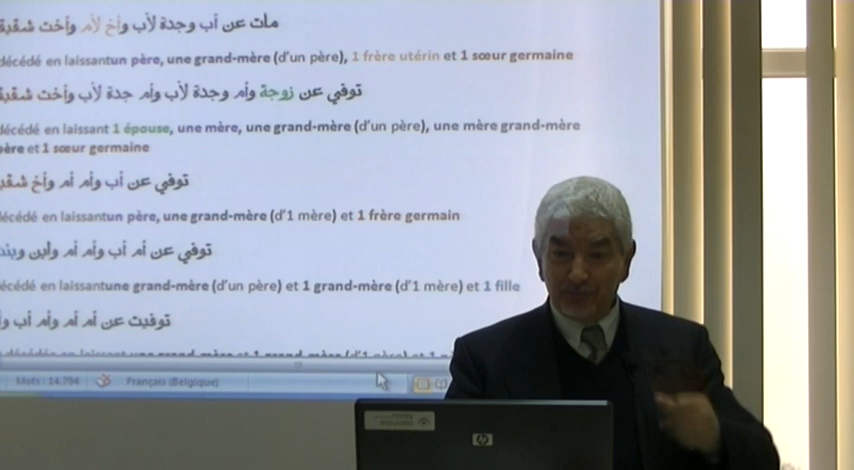 مات عن أب وجدة لأب وأخ لأم وأخت شقيقة
décédé en laissantun père, une grand-mère (d'un père), 1 frère utérin et 1 sœur germaine
توفي عن زوجة وأم وجدة لأب وأم جدة لأب وأخت شقيقة
décédé en laissant 1 épouse, une mère, une grand-mère (d'un père), une mère grand-mère
père et 1 sœur germaine
توفي عن أب وأم أم وأخ
décédé en laissantun père, une grand-mère (d'1 mère) et 1 frère germain
توفي عن أم أب وأم أم وابن
écédé en laissantune grand-mère (d'un père) et 1 grand-mère (d'1 mère) et 1 fille
توفيت عن أم أم وأم أب
Mots : 14.794 Français (Belgique)
hp